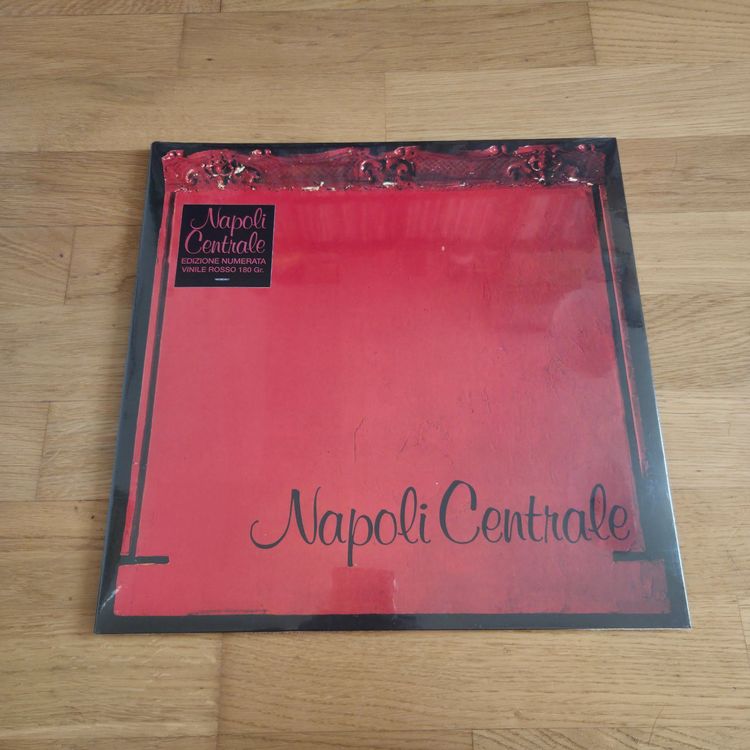 Napoli
Centrale
EDIZIONE NUMERATA
VINILE ROSSO 180 Gr.
Napoli Centrale